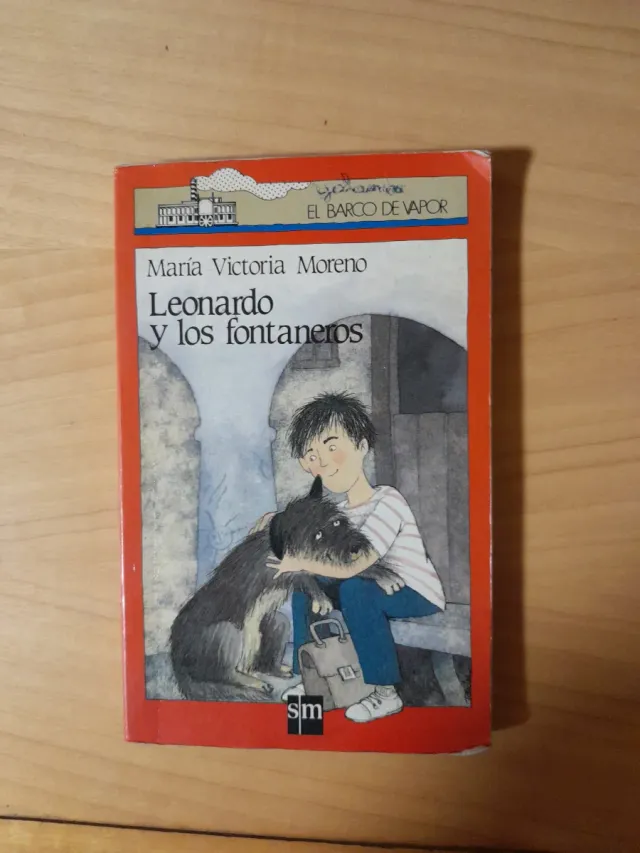 EL BARCO DE VAPOR
María Victoria Moreno
Leonardo
y los fontaneros
sm